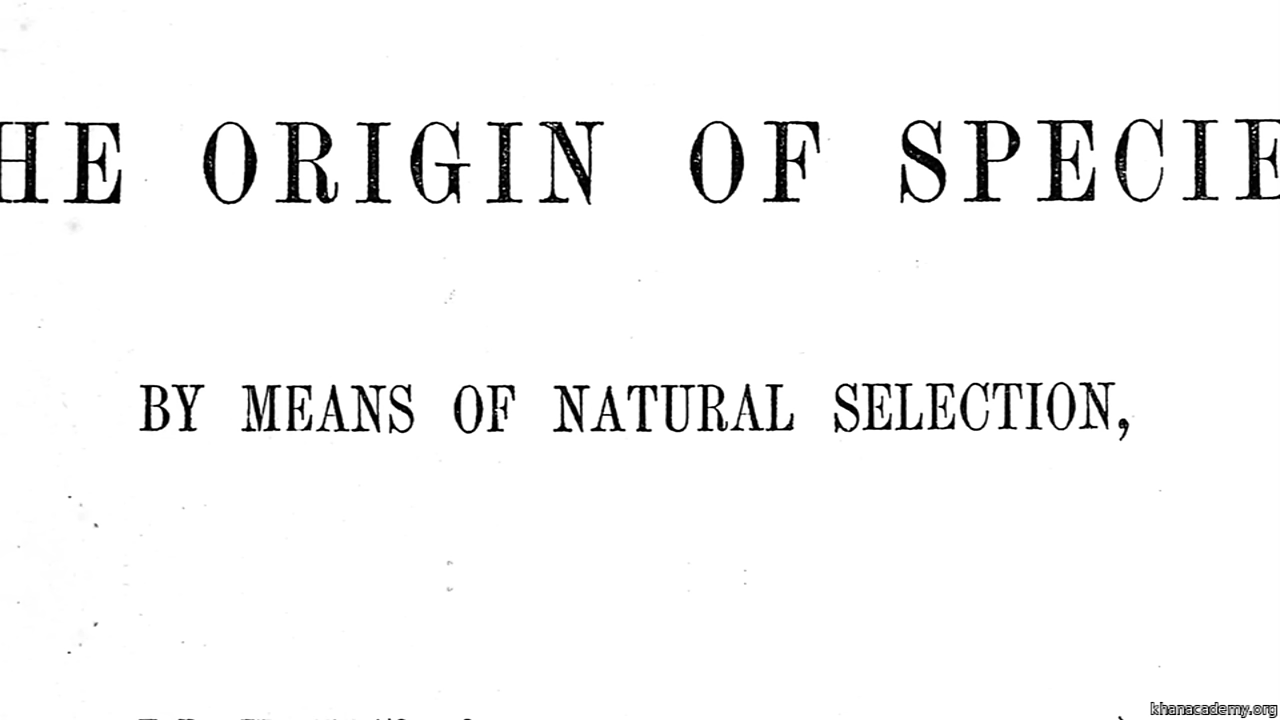 HE ORIGIN OF SPECIE
BY MEANS OF NATURAL SELECTION,
khanacademy.org